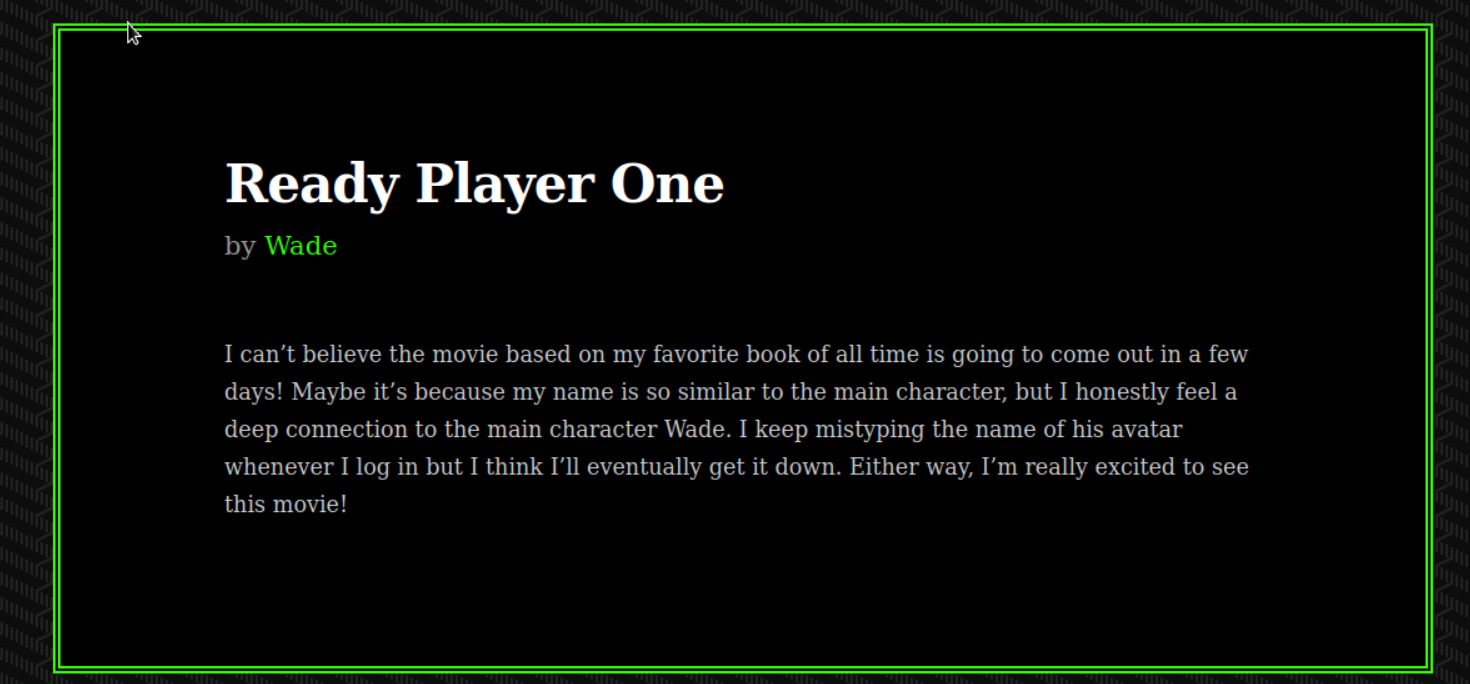 Ready Player One
by Wade
I can’t believe the movie based on my favorite book of all time is going to come out in a few
days! Maybe it’s because my name is so similar to the main character, but I honestly feel a
deep connection to the main character Wade. I keep mistyping the name of his avatar
whenever I log in but I think I’ll eventually get it down. Either way, I’m really excited to see
this movie!